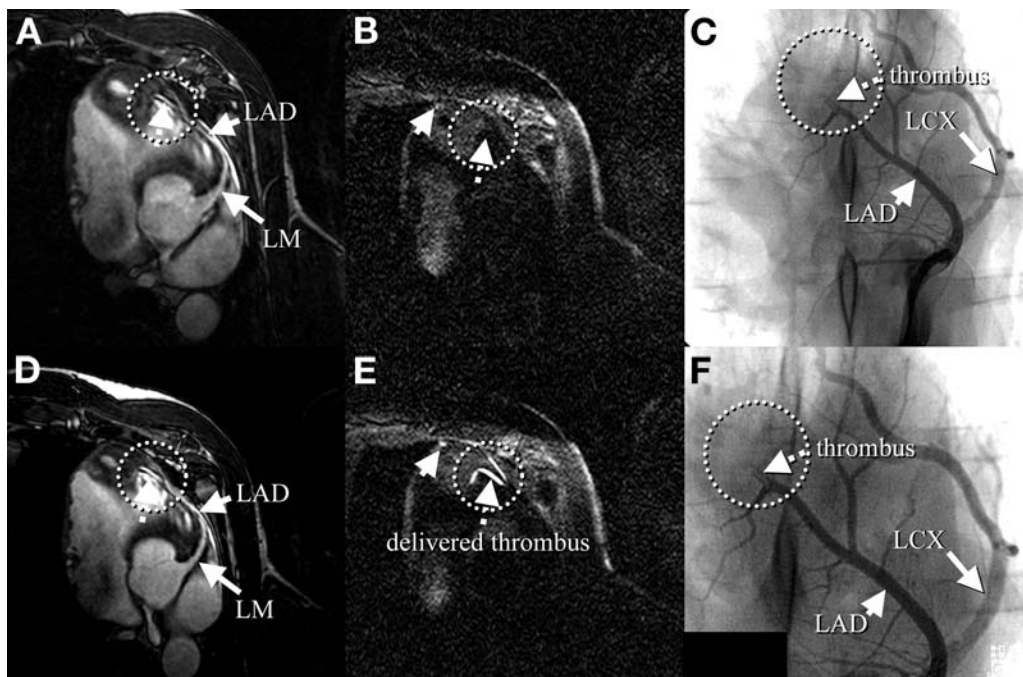 A
LAD
LM
B
C
thrombus
LCX
LAD
D
LAD
LM
E
delivered thrombus
F
thrombus
LCX
LAD